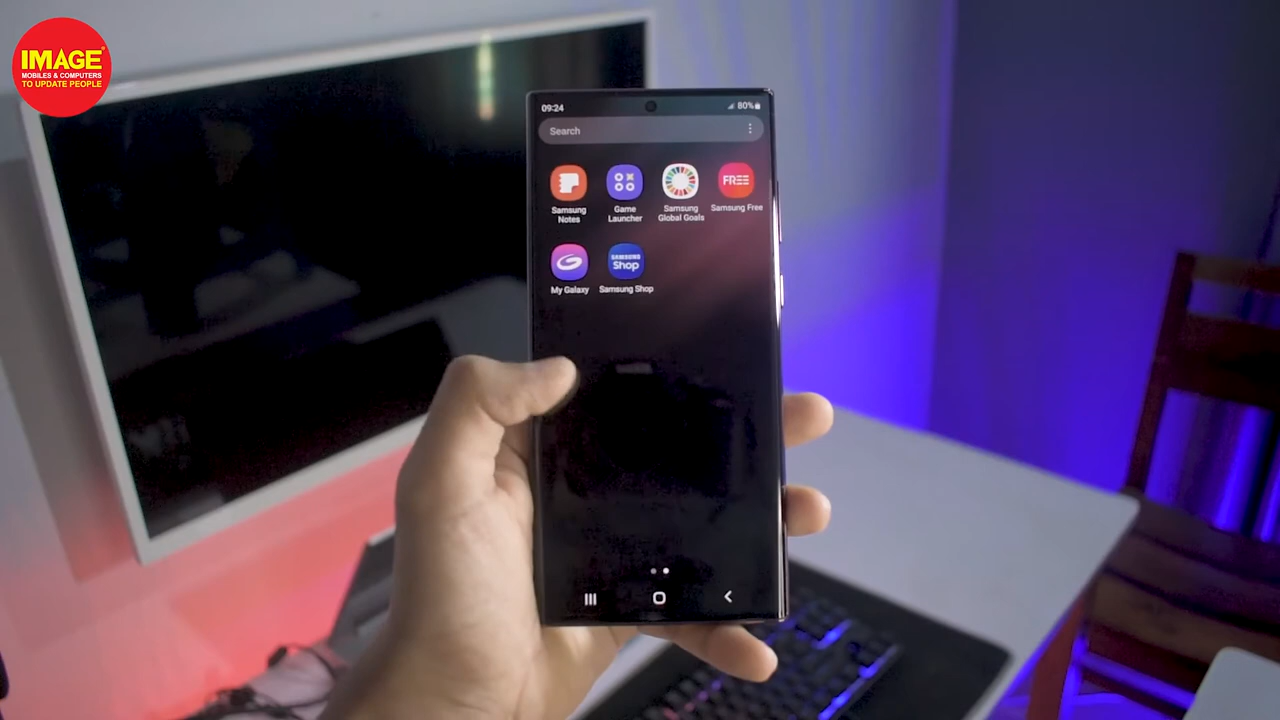 IMAGE
MOBILES & COMPUTERS
TO UPDATE PEOPLE
09:24
80%
Search
Samsung
Notes
Game
Launcher
Samsung
Global Goals
FREE
Samsung Free
My Galaxy
SAMSUNG
Shop
Samsung Shop